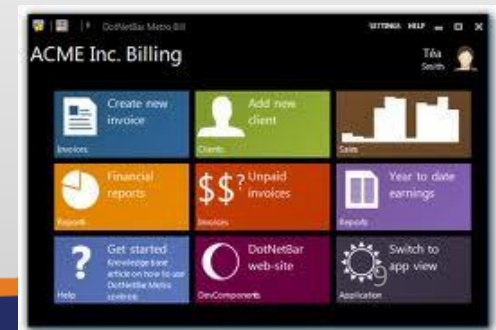 DotNetBar Metro Bill
SETTINGS HELP
ACME Inc. Billing
Téa
Smith
Create new
invoice
Invoices
Add new
client
Clients
Sales
Financial
reports
Reports
$$? Unpaid
invoices
Invoices
Year to date
earnings
Reports
?
Get started
Knowledge base
article on how to use
DotNetBar Metro
controls
Help
DotNetBar
web-site
DevComponents
Switch to
app view
Application
9